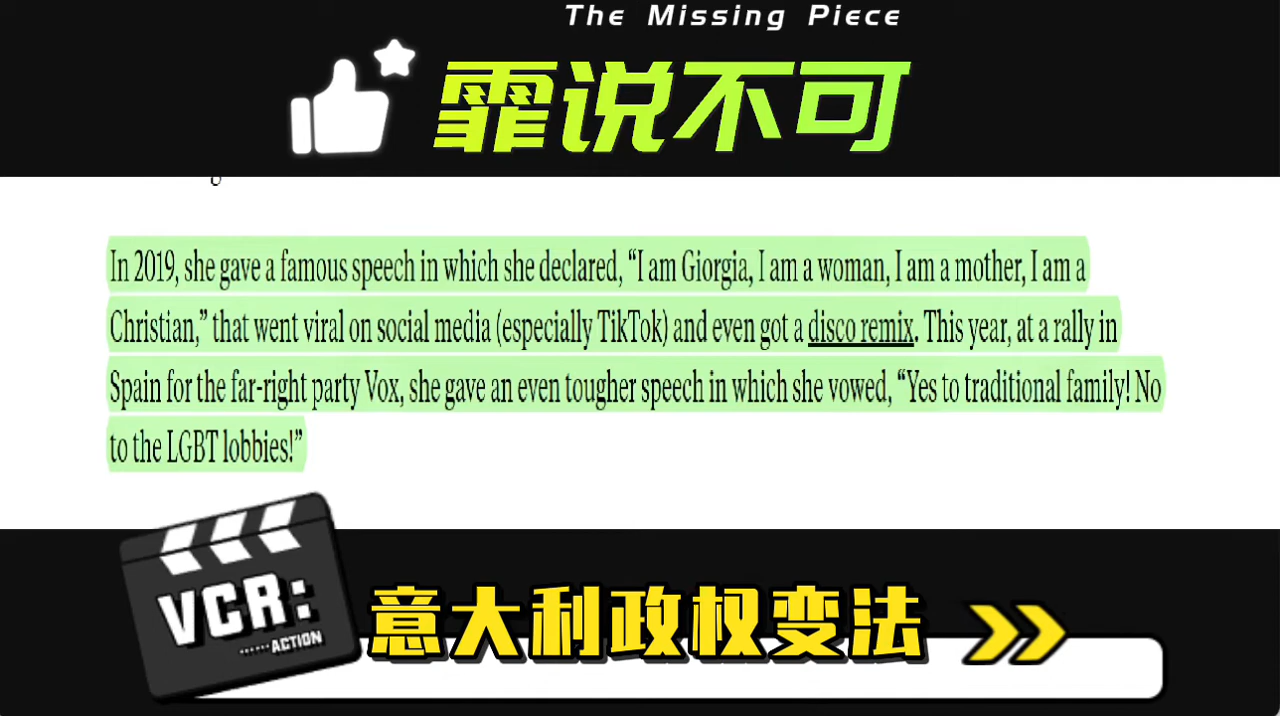 The Missing Piece
霏说不可
In 2019, she gave a famous speech in which she declared, “I am Giorgia, I am a woman, I am a mother, I am a
Christian,” that went viral on social media (especially TikTok) and even got a disco remix. This year, at a rally in
Spain for the far-right party Vox, she gave an even tougher speech in which she vowed, “Yes to traditional family! No
to the LGBT lobbies!”
VCR:
......ACTION
意大利政权变法